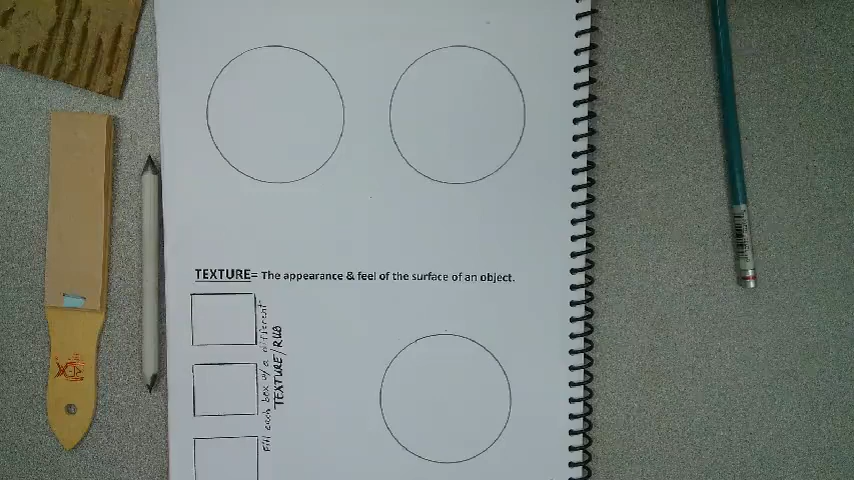 TEXTURE= The appearance & feel of the surface of an object.
Fill each box w/ a different
TEXTURE/RUB